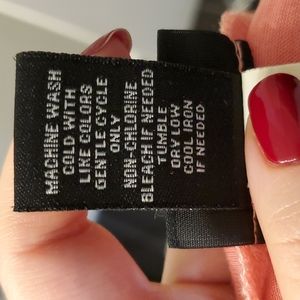 MACHINE WASH
COLD WITH
LIKE COLORS
GENTLE CYCLE
ONLY
NON-CHLORINE
BLEACH IF NEEDED
TUMBLE
DRY LOW
COOL IRON
IF NEEDED